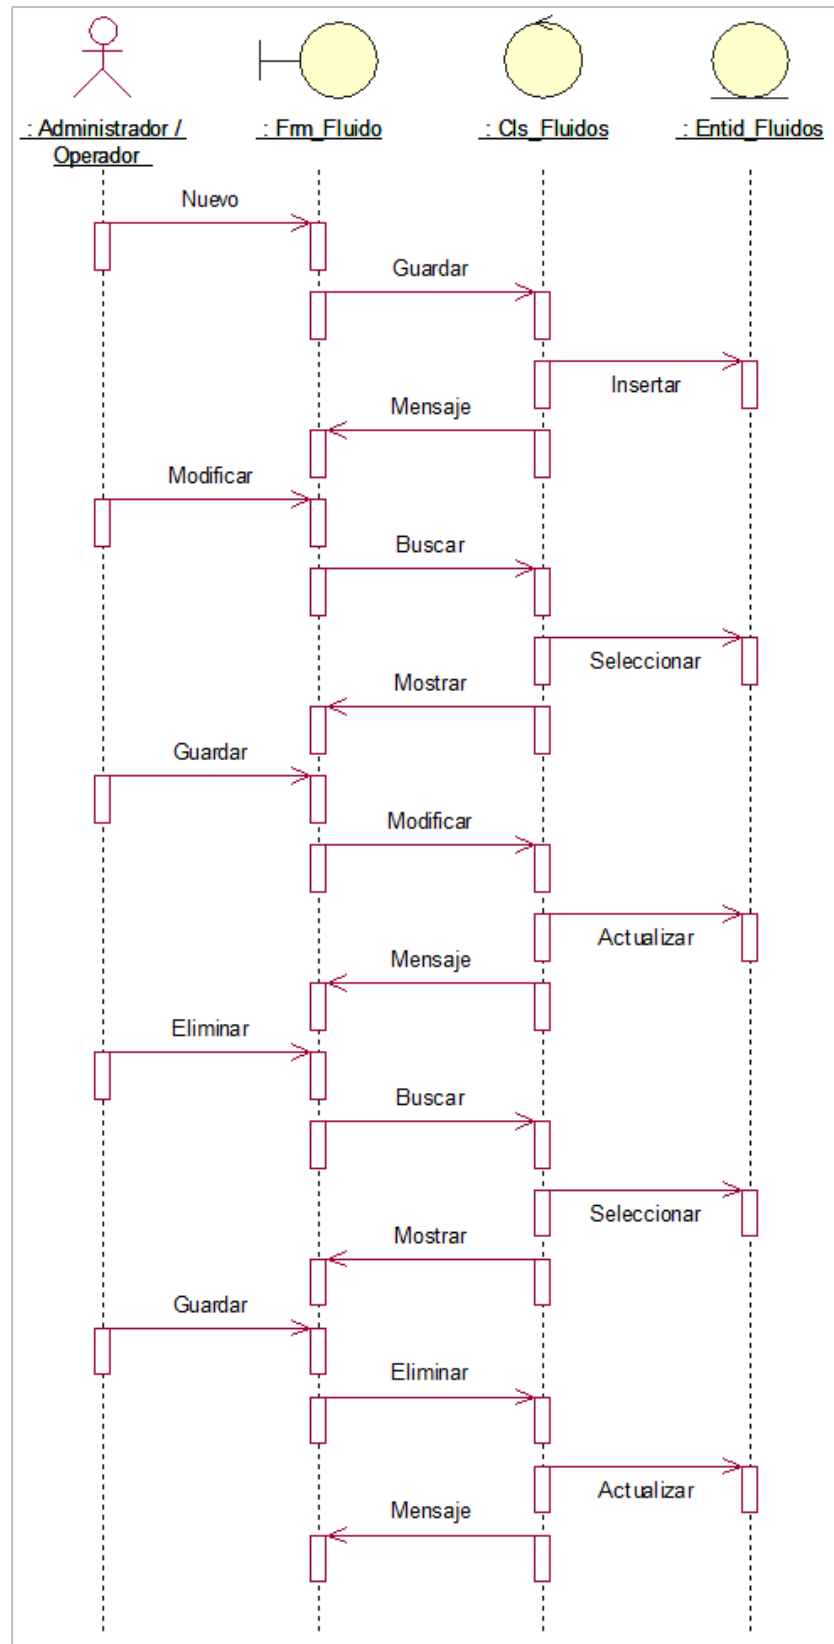 : Administrador /
Operador
: Frm_Fluido
: Cls_Fluidos
: Entid_Fluidos
Nuevo
Guardar
Insertar
Mensaje
Modificar
Buscar
Seleccionar
Mostrar
Guardar
Modificar
Actualizar
Mensaje
Eliminar
Buscar
Seleccionar
Mostrar
Guardar
Eliminar
Actualizar
Mensaje